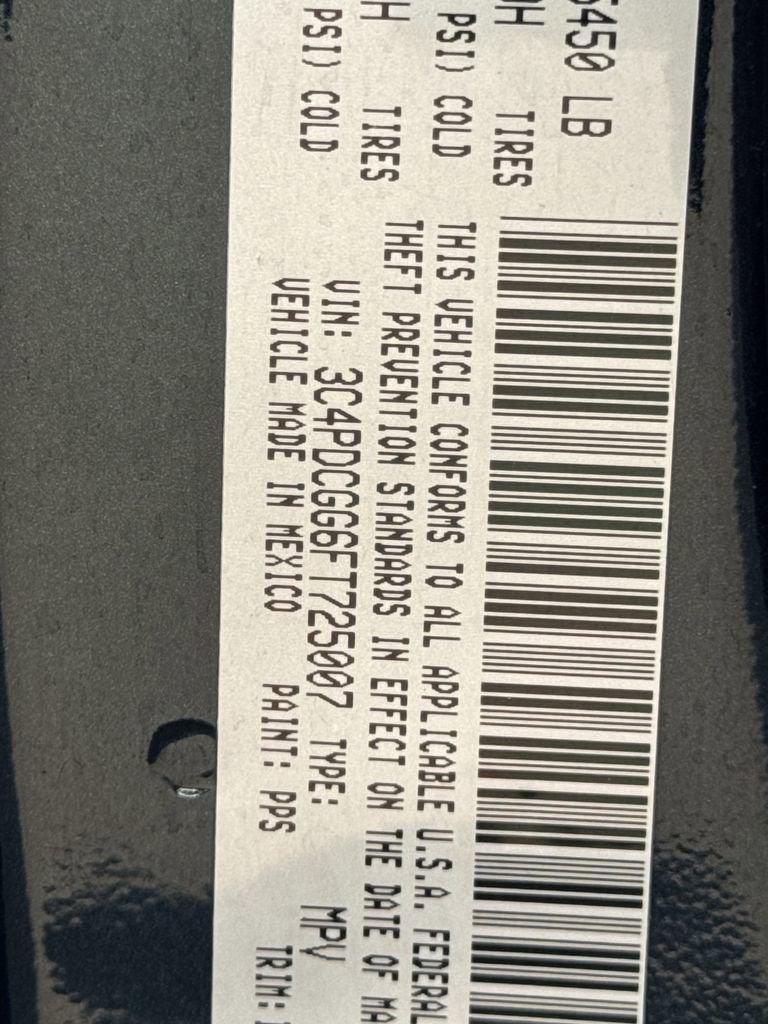 5450 LB
H TIRES
PSI) COLD
H TIRES
PSI) COLD
THIS VEHICLE CONFORMS TO ALL APPLICABLE U.S.A. FEDERAL
THEFT PREVENTION STANDARDS IN EFFECT ON THE DATE OF MA
VIN: 3C4PDCGG6FT725007 TYPE: MPV
VEHICLE MADE IN MEXICO PAINT: PPS TRIM: